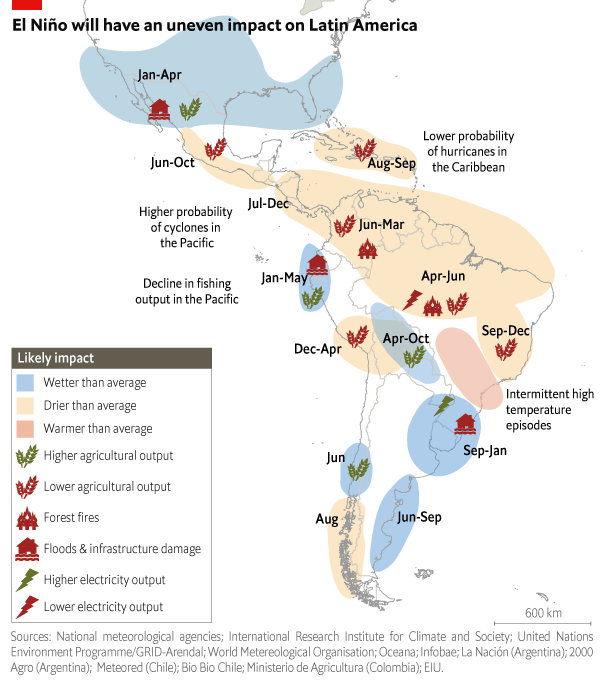 El Niño will have an uneven impact on Latin America
Jan-Apr
Jun-Oct
Aug-Sep
Lower probability
of hurricanes in
the Caribbean
Jul-Dec
Higher probability
of cyclones in
the Pacific
Jun-Mar
Jan-May
Decline in fishing
output in the Pacific
Apr-Jun
Sep-Dec
Apr-Oct
Dec-Apr
Intermittent high
temperature
episodes
Sep-Jan
Jun
Aug
Jun-Sep
Likely impact
Wetter than average
Drier than average
Warmer than average
Higher agricultural output
Lower agricultural output
Forest fires
Floods & infrastructure damage
Higher electricity output
Lower electricity output
600 km
Sources: National meteorological agencies; International Research Institute for Climate and Society; United Nations
Environment Programme/GRID-Arendal; World Metereological Organisation; Oceana; Infobae; La Nación (Argentina); 2000
Agro (Argentina); Meteored (Chile); Bio Bio Chile; Ministerio de Agricultura (Colombia); EIU.